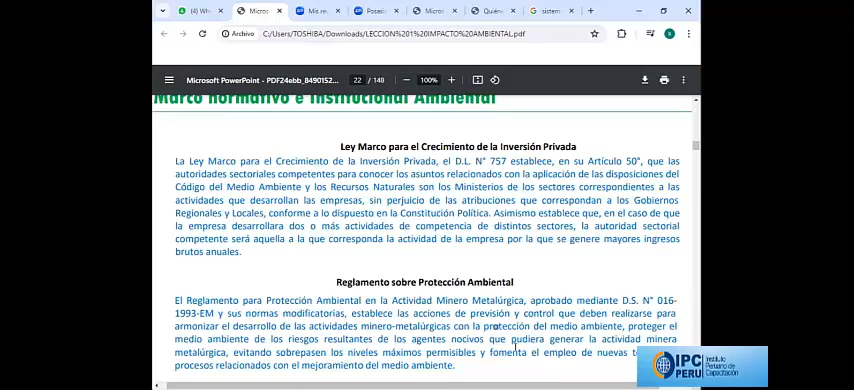 (4) Wh
Micros
Mis re
Posaci
Microc
Quién
sistem
Archivo
C:/Users/TOSHIBA/Downloads/LECCION%201%20IMPACTO%20AMBIENTAL.pdf
S
Microsoft PowerPoint - PDF24ebb_8490152...
22 / 148
100%
Marco normativo e Institucional Ambiental
Ley Marco para el Crecimiento de la Inversión Privada
La Ley Marco para el Crecimiento de la Inversión Privada, el D.L. N° 757 establece, en su Artículo 50°, que las
autoridades sectoriales competentes para conocer los asuntos relacionados con la aplicación de las disposiciones del
Código del Medio Ambiente y los Recursos Naturales son los Ministerios de los sectores correspondientes a las
actividades que desarrollan las empresas, sin perjuicio de las atribuciones que correspondan a los Gobiernos
Regionales y Locales, conforme a lo dispuesto en la Constitución Política. Asimismo establece que, en el caso de que
la empresa desarrollara dos o más actividades de competencia de distintos sectores, la autoridad sectorial
competente será aquella a la que corresponda la actividad de la empresa por la que se genere mayores ingresos
brutos anuales.
Reglamento sobre Protección Ambiental
El Reglamento para Protección Ambiental en la Actividad Minero Metalúrgica, aprobado mediante D.S. N° 016-
1993-EM y sus normas modificatorias, establece las acciones de previsión y control que deben realizarse para
armonizar el desarrollo de las actividades minero-metalúrgicas con la protección del medio ambiente, proteger el
medio ambiente de los riesgos resultantes de los agentes nocivos que pudiera generar la actividad minera
metalúrgica, evitando sobrepasen los niveles máximos permisibles y fomenta el empleo de nuevas
procesos relacionados con el mejoramiento del medio ambiente.
IPC
PERU
Instituto
Peruano de
Capacitación